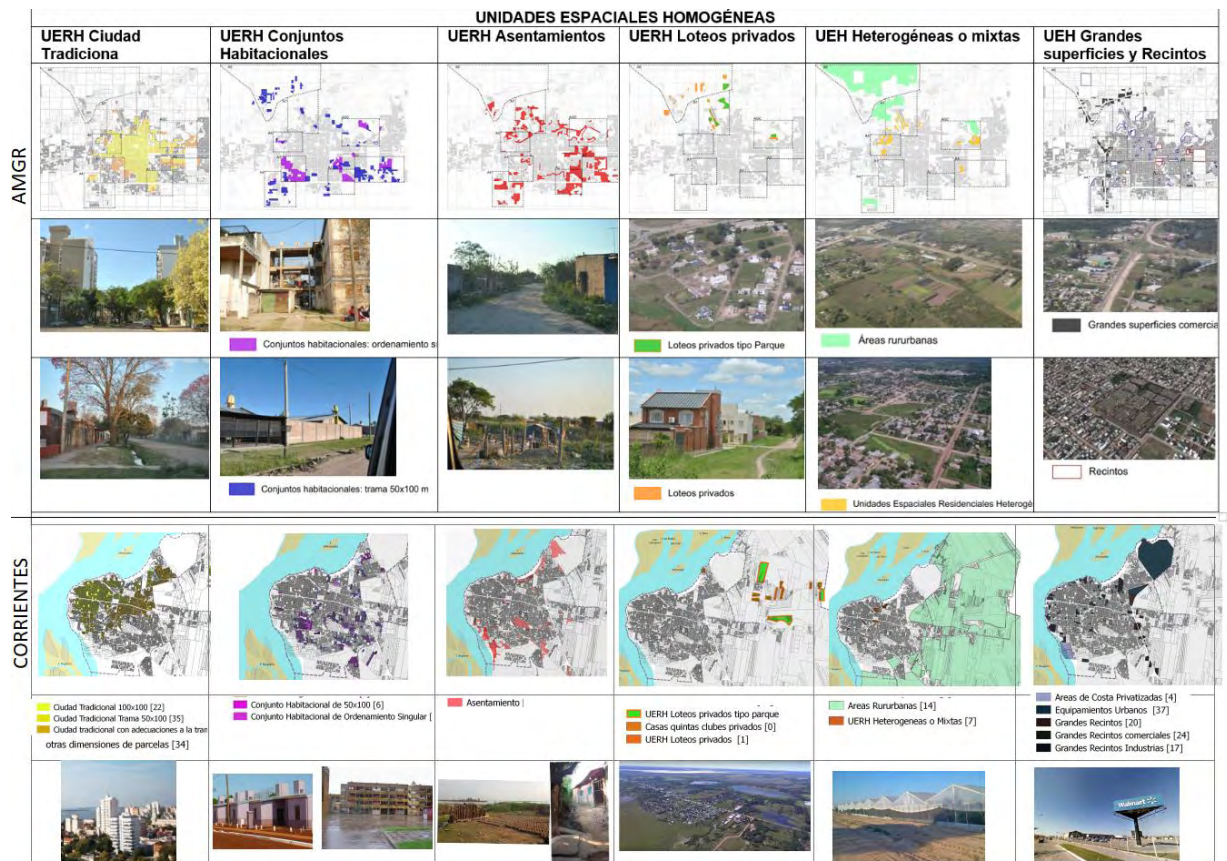 UNIDADES ESPACIALES HOMOGÉNEAS
UERH Ciudad Tradiciona
UERH Conjuntos Habitacionales
UERH Asentamientos
UERH Loteos privados
UEH Heterogéneas o mixtas
UEH Grandes superficies y Recintos
AMGR
Conjuntos habitacionales: ordenamiento s
Loteos privados tipo Parque
Áreas rururbanas
Grandes superficies comercia
Conjuntos habitacionales: trama 50x100 m
Loteos privados
Unidades Espaciales Residenciales Heterogé
Recintos
CORRIENTES
Ciudad Tradicional 100x100 [22]
Ciudad Tradicional Trama 50x100 [35]
Ciudad tradicional con adecuaciones a la tran
otras dimensiones de parcelas [34]
Conjunto Habitacional de 50x100 [6]
Conjunto Habitacional de Ordenamiento Singular [
Asentamiento
UERH Loteos privados tipo parque
Casas quintas clubes privados [0]
UERH Loteos privados [1]
Areas Rururbanas [14]
UERH Heterogeneas o Mixtas [7]
Areas de Costa Privatizadas [4]
Equipamientos Urbanos [37]
Grandes Recintos [20]
Grandes Recintos comerciales [24]
Grandes Recintos Industrias [17]
Walmart